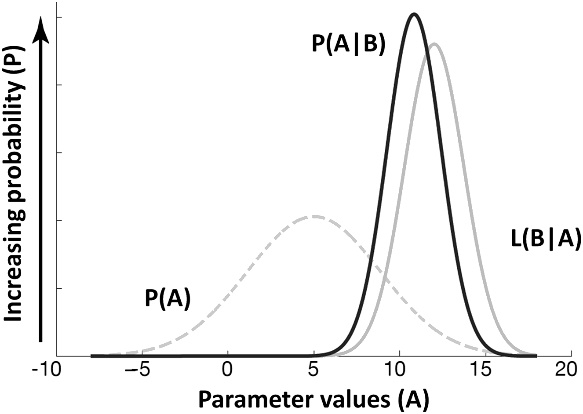 Increasing probability (P)
P(A|B)
L(B|A)
P(A)
-10 –5 0 5 10 15 20
Parameter values (A)